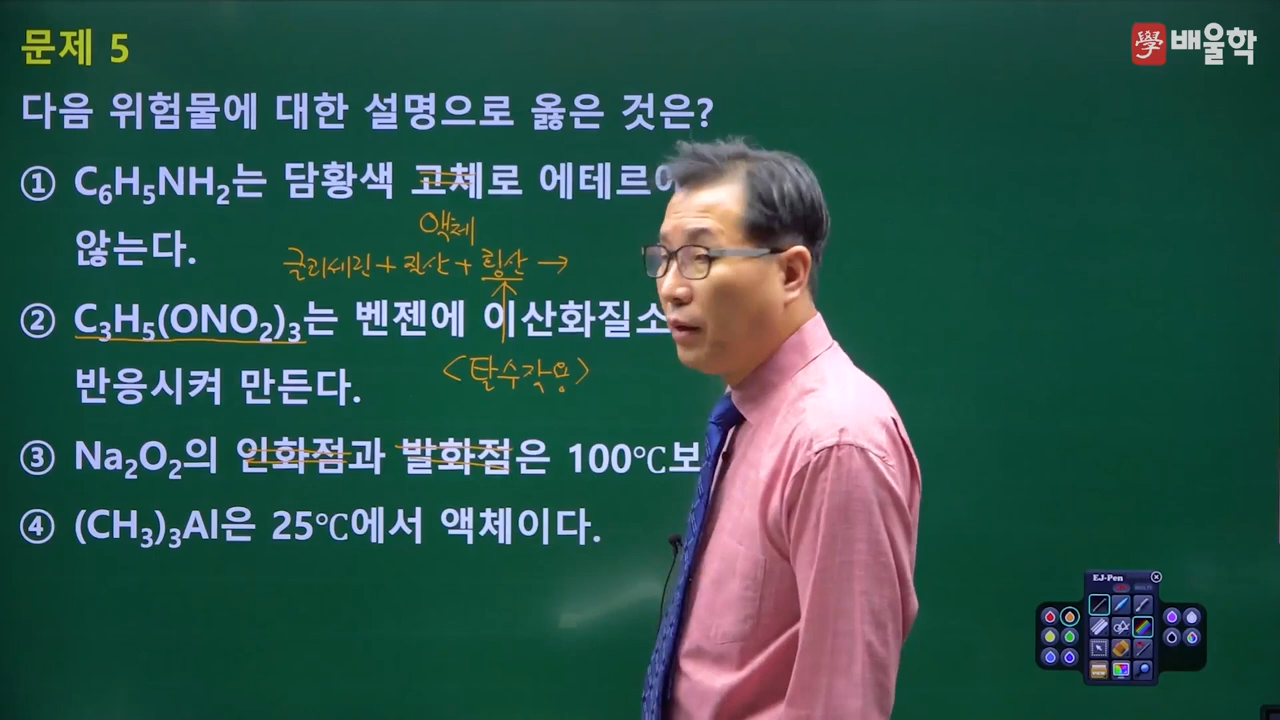 문제 5
學 배울학
다음 위험물에 대한 설명으로 옳은 것은?
① C₆H₅NH₂는 담황색 고체로 에테르에
액체
않는다.
글리세린 + 질산 + 황산 →
② C₃H₅(ONO₂)₃는 벤젠에 이산화질소
<탈수작용>
반응시켜 만든다.
③ Na₂O₂의 인화점과 발화점은 100℃보
④ (CH₃)₃Al은 25℃에서 액체이다.
EJ-Pen